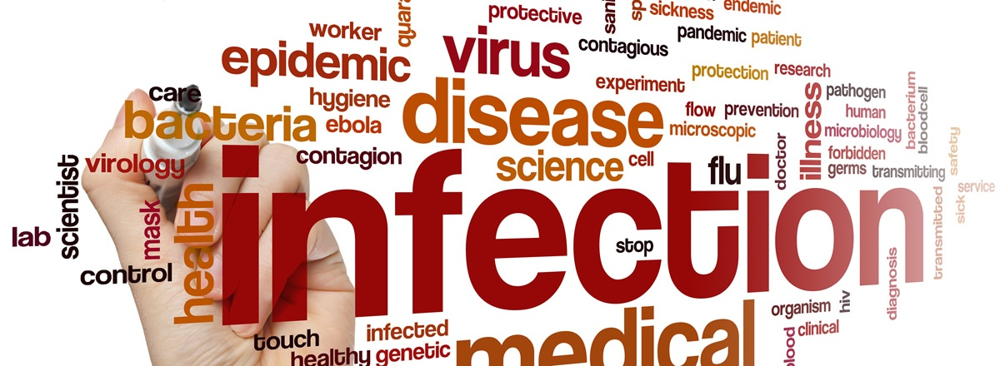 endemic
protective
sickness
worker
pandemic
patient
virus
contagious
epidemic
protection
research
experiment
care
hygiene
disease
pathogen
flow
prevention
human
bacteria
ebola
microscopic
microbiology
bacterium
bloodcell
illness
contagion
science
cell
flu
doctor
forbidden
safety
virology
germs
transmitting
scientist
service
sick
infection
mask
health
lab
stop
transmitted
control
diagnosis
organism
hiv
infected
clinical
touch
medical
blood
healthy
genetic